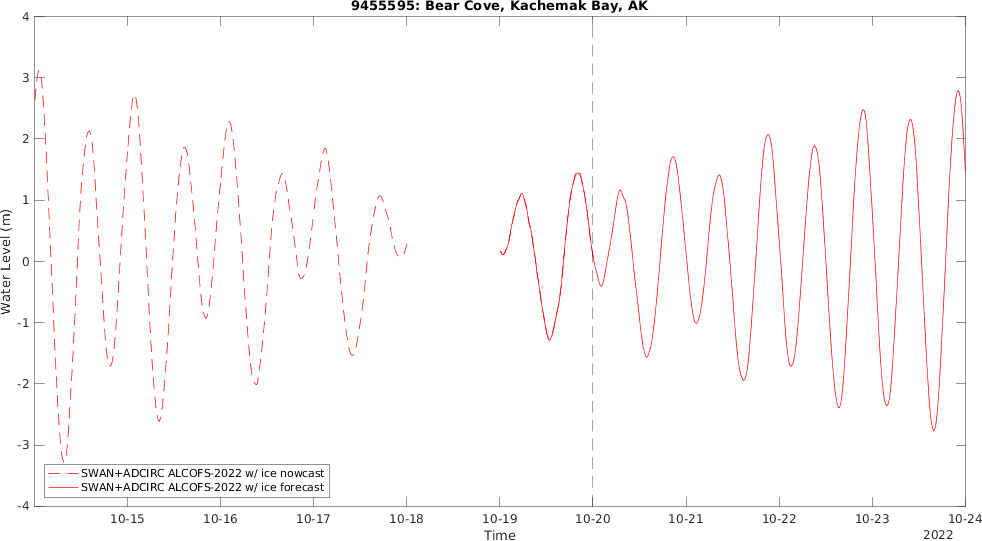 9455595: Bear Cove, Kachemak Bay, AK
4
3
2
1
0
-1
-2
-3
-4
Water Level (m)
SWAN+ADCIRC ALCOFS-2022 w/ ice nowcast
SWAN+ADCIRC ALCOFS-2022 w/ ice forecast
10-15 10-16 10-17 10-18 10-19 10-20 10-21 10-22 10-23 10-24
Time
2022